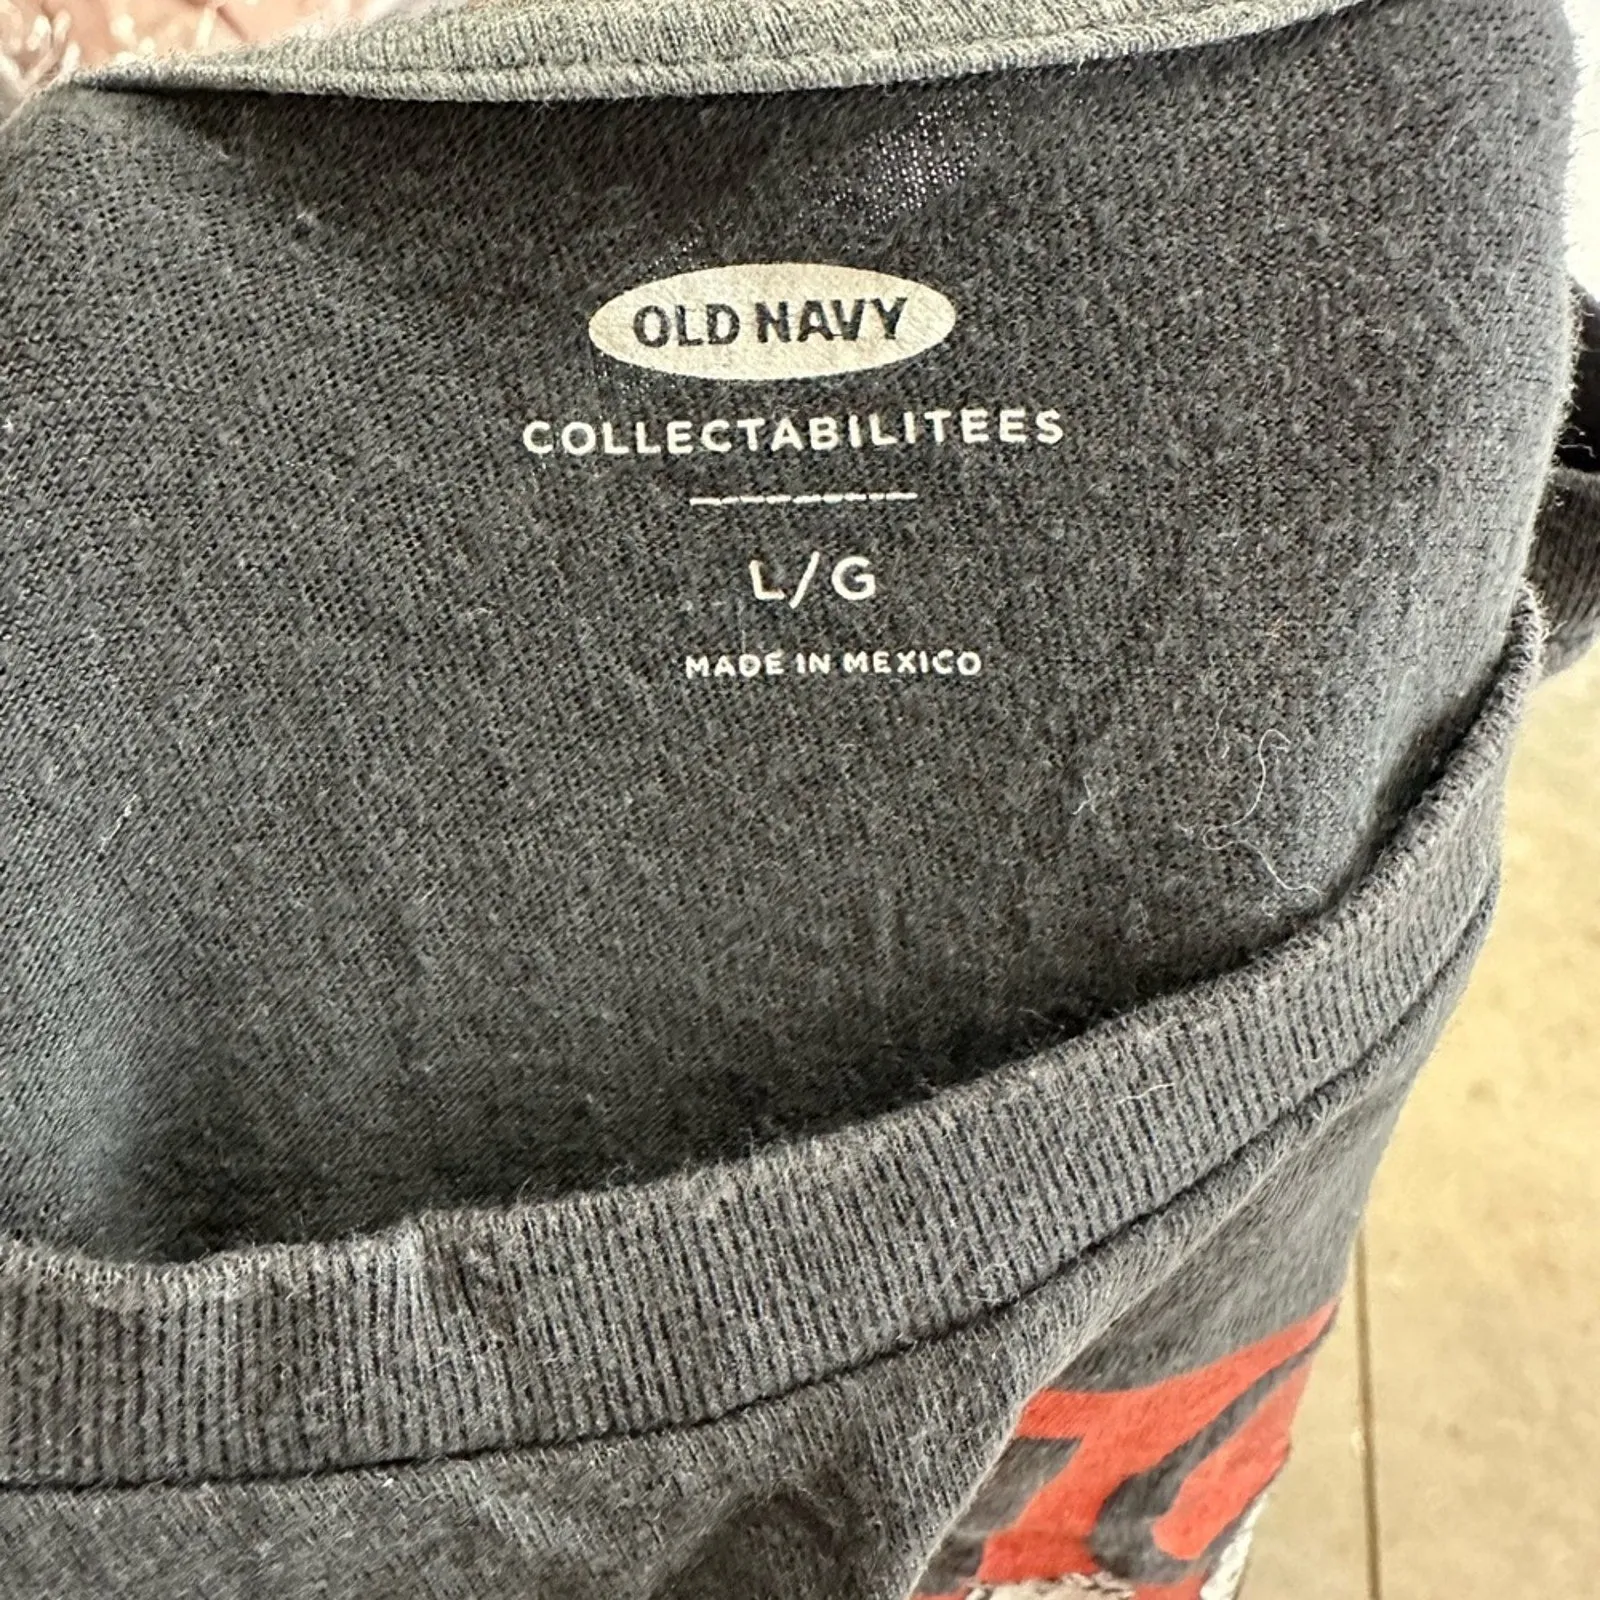 OLD NAVY
COLLECTABILITEES
L/G
MADE IN MEXICO